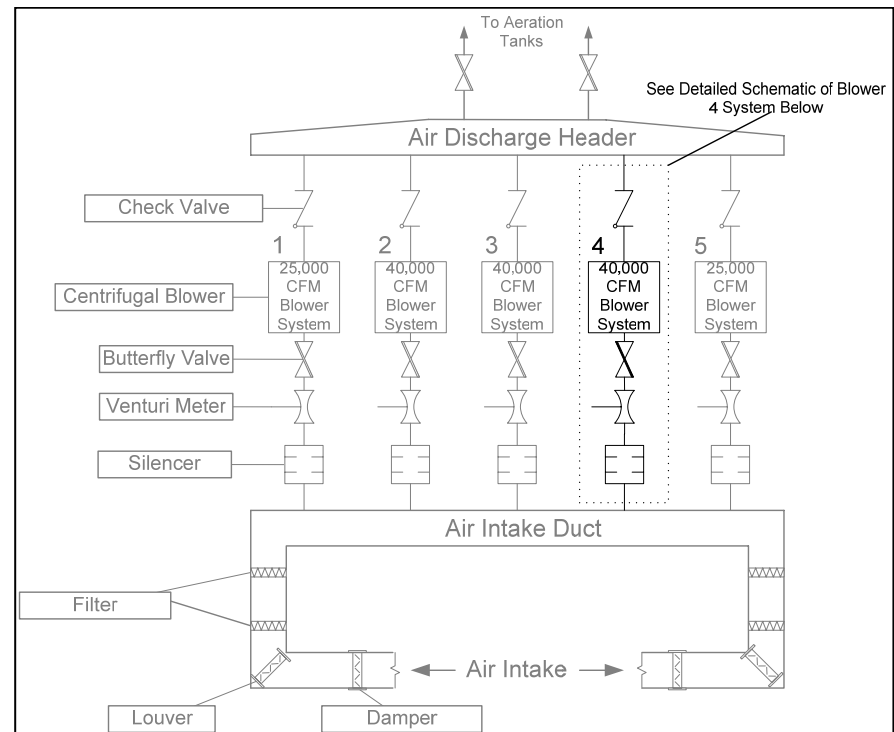 To Aeration
Tanks
See Detailed Schematic of Blower
4 System Below
Air Discharge Header
Check Valve
1
2
3
4
5
25,000
CFM
Blower
System
40,000
CFM
Blower
System
40,000
CFM
Blower
System
40,000
CFM
Blower
System
25,000
CFM
Blower
System
Centrifugal Blower
Butterfly Valve
Venturi Meter
Silencer
Air Intake Duct
Filter
Air Intake
Louver
Damper